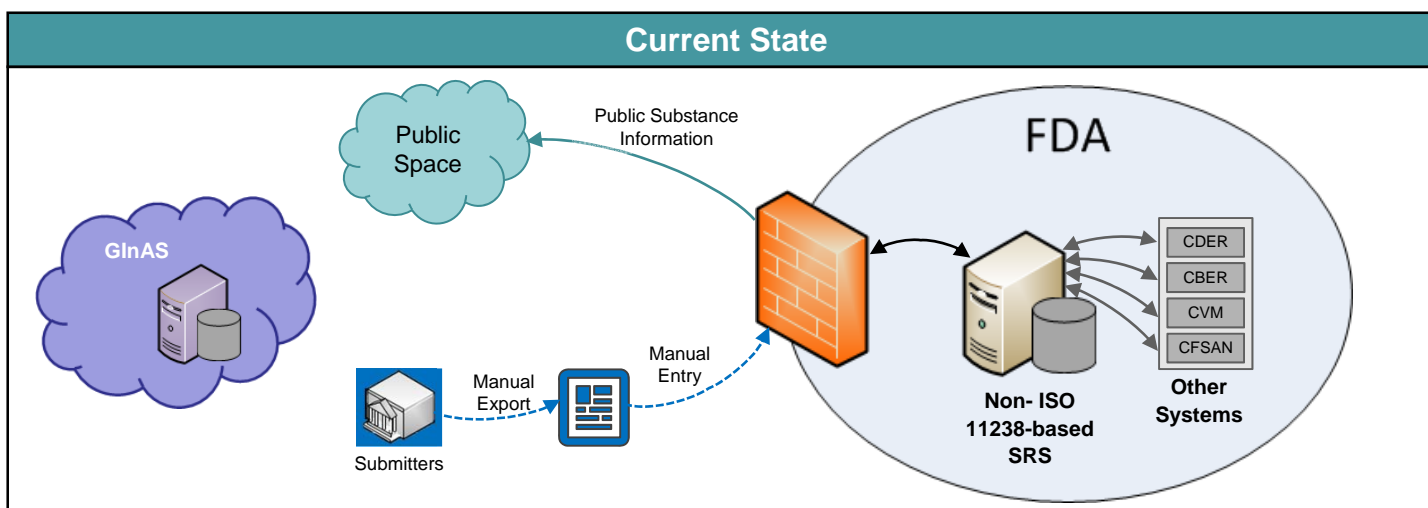 Current State
Public Substance
Information
Public
Space
FDA
GInAS
CDER
CBER
CVM
CFSAN
Manual
Entry
Manual
Export
Submitters
Non- ISO
11238-based
SRS
Other
Systems